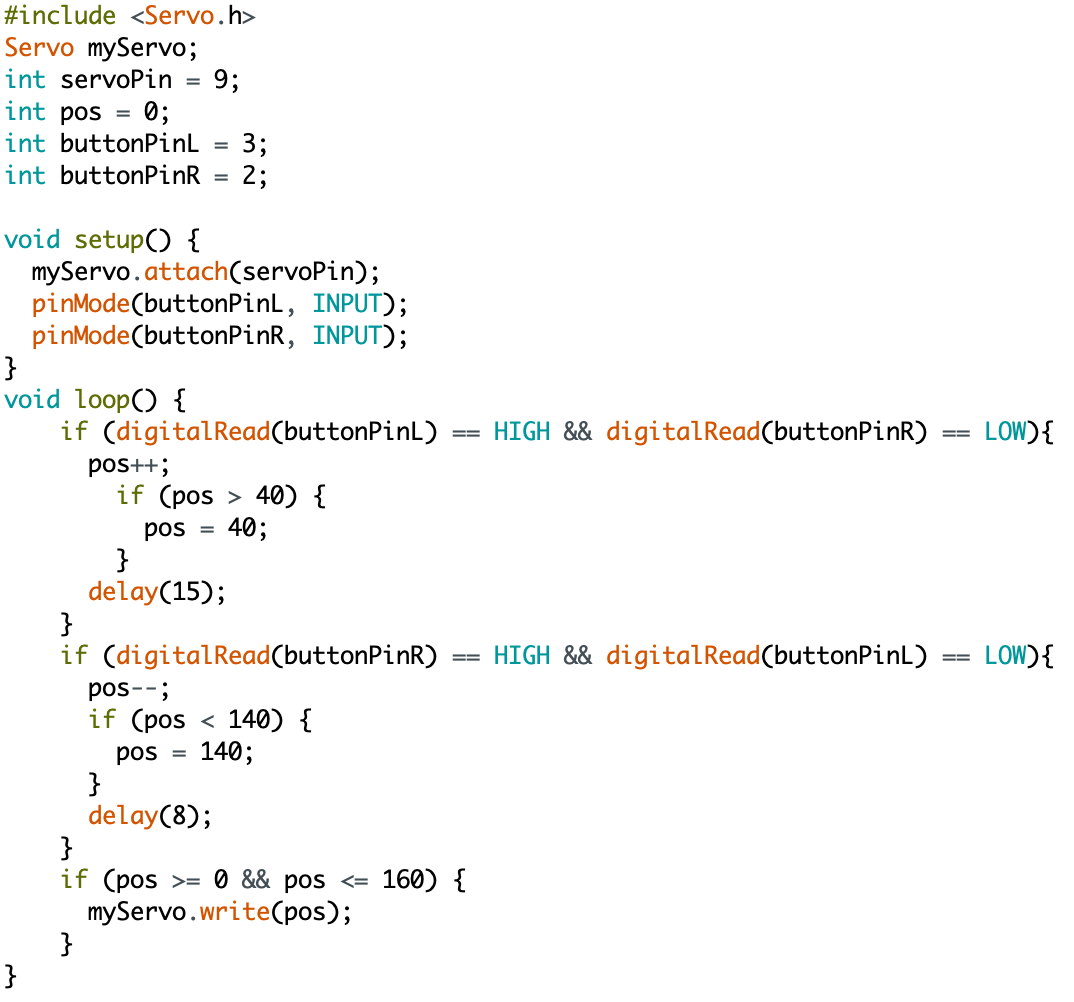 #include <Servo.h>
Servo myServo;
int servoPin = 9;
int pos = 0;
int buttonPinL = 3;
int buttonPinR = 2;

void setup() {
  myServo.attach(servoPin);
  pinMode(buttonPinL, INPUT);
  pinMode(buttonPinR, INPUT);
}
void loop() {
    if (digitalRead(buttonPinL) == HIGH && digitalRead(buttonPinR) == LOW){
      pos++;
        if (pos > 40) {
          pos = 40;
        }
      delay(15);
    }
    if (digitalRead(buttonPinR) == HIGH && digitalRead(buttonPinL) == LOW){
      pos--;
      if (pos < 140) {
        pos = 140;
      }
      delay(8);
    }
    if (pos >= 0 && pos <= 160) {
      myServo.write(pos);
    }
}